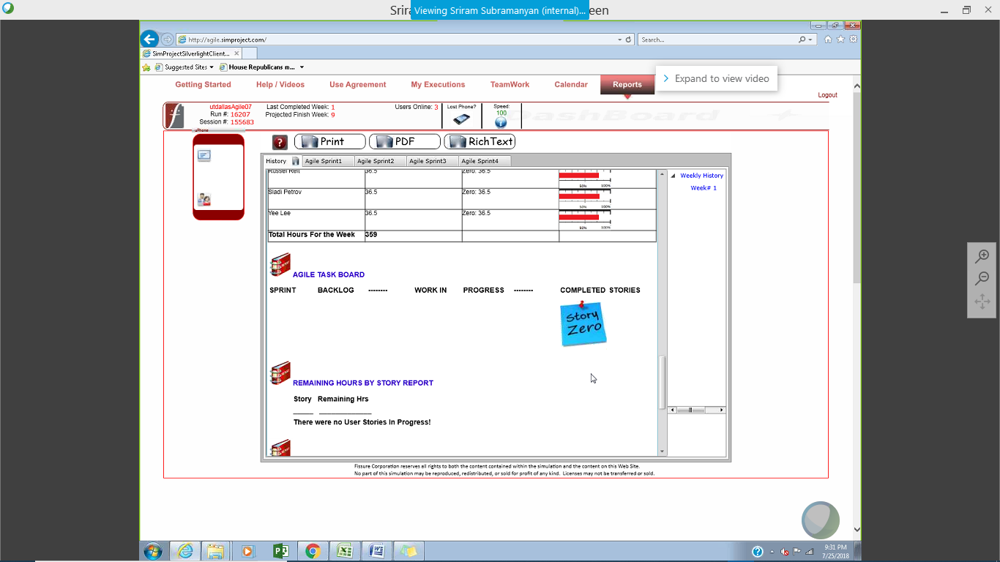 Srira
Viewing Sriram Subramanyan (internal)...
een
http://agile.simproject.com/
Search...
SimProjectSilverlightClient...
Suggested Sites
House Republicans m...
Expand to view video
Getting Started
Help / Videos
Use Agreement
My Executions
TeamWork
Calendar
Reports
Logout
utdallasAgile07
Run #: 16207
Session #: 155683
Last Completed Week: 1
Projected Finish Week: 9
Users Online: 3
Lost Phone?
Speed:
100
DashBoard
uPhone
?
Print
PDF
RichText
History
Agile Sprint1
Agile Sprint2
Agile Sprint3
Agile Sprint4
Russel Reit 36.5 Zero: 36.5
50% 100%
Sladi Petrov 36.5 Zero: 36.5
50% 100%
Yee Lee 36.5 Zero: 36.5
50% 100%
Total Hours For the Week 359
Weekly History
Week# 1
AGILE TASK BOARD
SPRINT BACKLOG -------- WORK IN PROGRESS -------- COMPLETED STORIES
Story
Zero
REMAINING HOURS BY STORY REPORT
Story Remaining Hrs
There were no User Stories In Progress!
Fissure Corporation reserves all rights to both the content contained within the simulation and the content on this Web Site.
No part of this simulation may be reproduced, redistributed, or sold for profit of any kind. Licenses may not be transferred or sold.
9:31 PM
7/25/2018